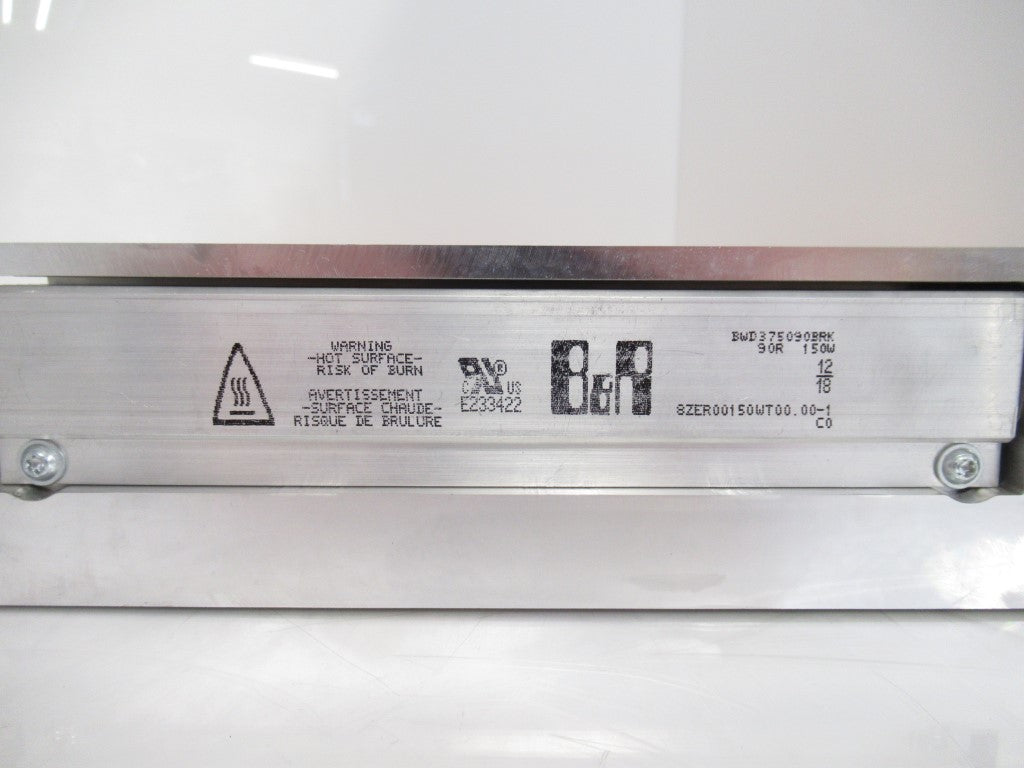 WARNING
-HOT SURFACE-
RISK OF BURN
AVERTISSEMENT
-SURFACE CHAUDE-
RISQUE DE BRULURE
C UR® US
E233422
B&R
BWD375090BRK
90R 150W
12
18
8ZER00150WT00.00-1
C0